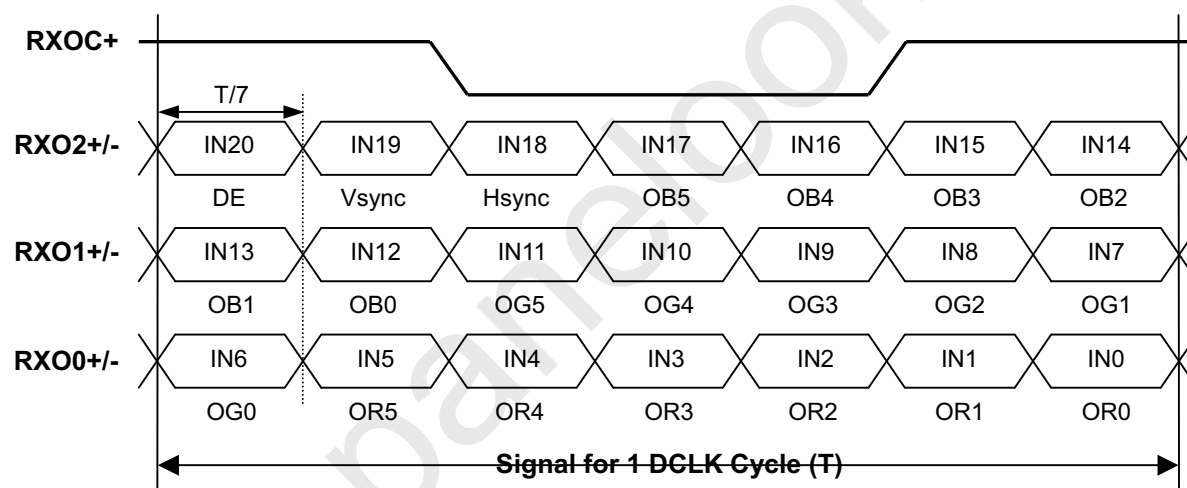 RXOC+
T/7
RXO2+/- IN20 IN19 IN18 IN17 IN16 IN15 IN14
DE Vsync Hsync OB5 OB4 OB3 OB2
RXO1+/- IN13 IN12 IN11 IN10 IN9 IN8 IN7
OB1 OB0 OG5 OG4 OG3 OG2 OG1
RXO0+/- IN6 IN5 IN4 IN3 IN2 IN1 IN0
OG0 OR5 OR4 OR3 OR2 OR1 OR0
Signal for 1 DCLK Cycle (T)